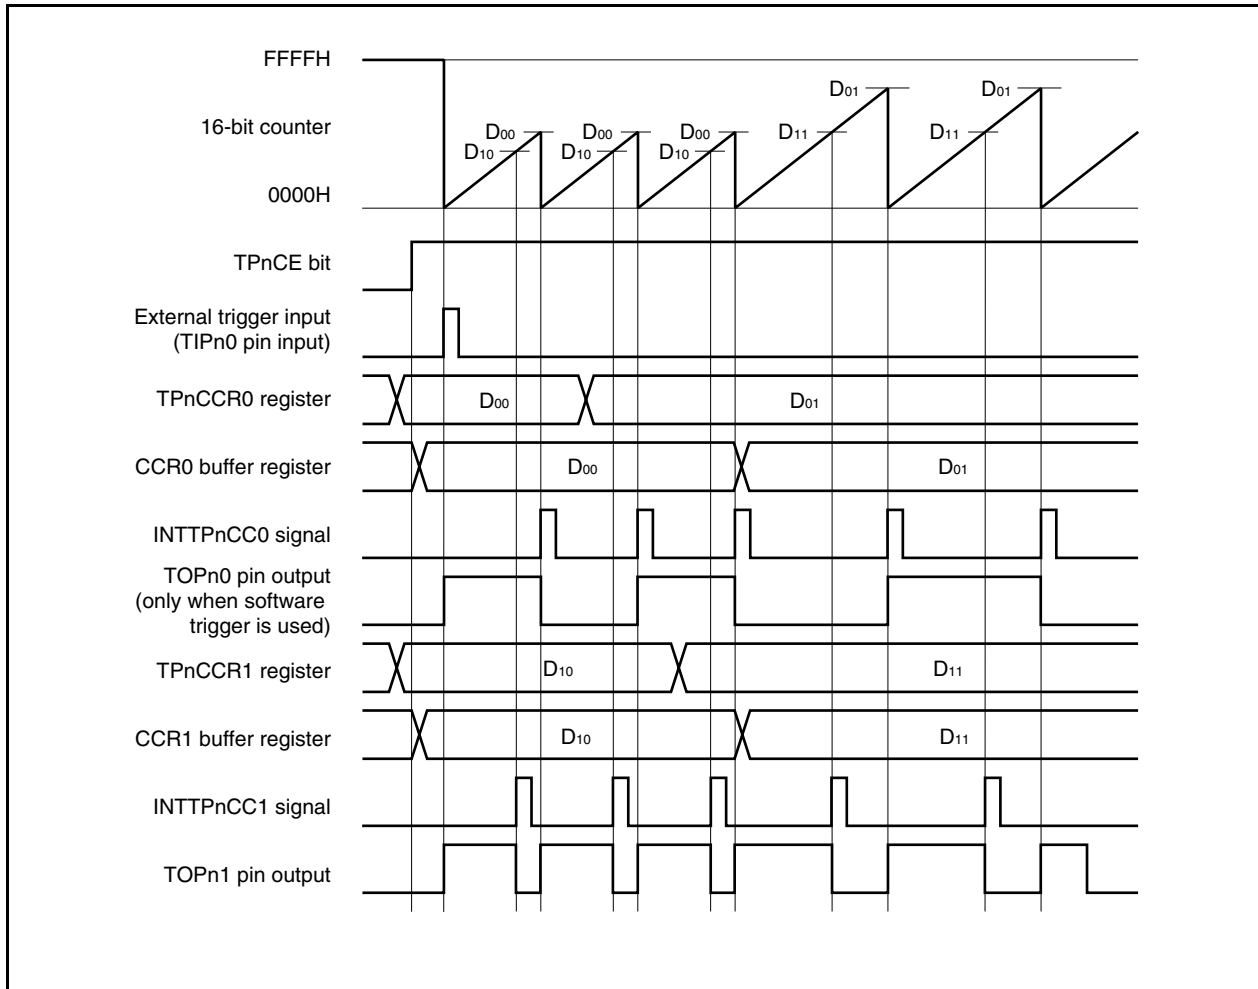 FFFFH
D01 D01
16-bit counter
D00 D00 D00 D11 D11
D10 D10 D10
0000H
TPnCE bit
External trigger input
(TIPn0 pin input)
TPnCCR0 register
D00 D01
CCR0 buffer register
D00 D01
INTTPnCC0 signal
TOPn0 pin output
(only when software
trigger is used)
TPnCCR1 register
D10 D11
CCR1 buffer register
D10 D11
INTTPnCC1 signal
TOPn1 pin output